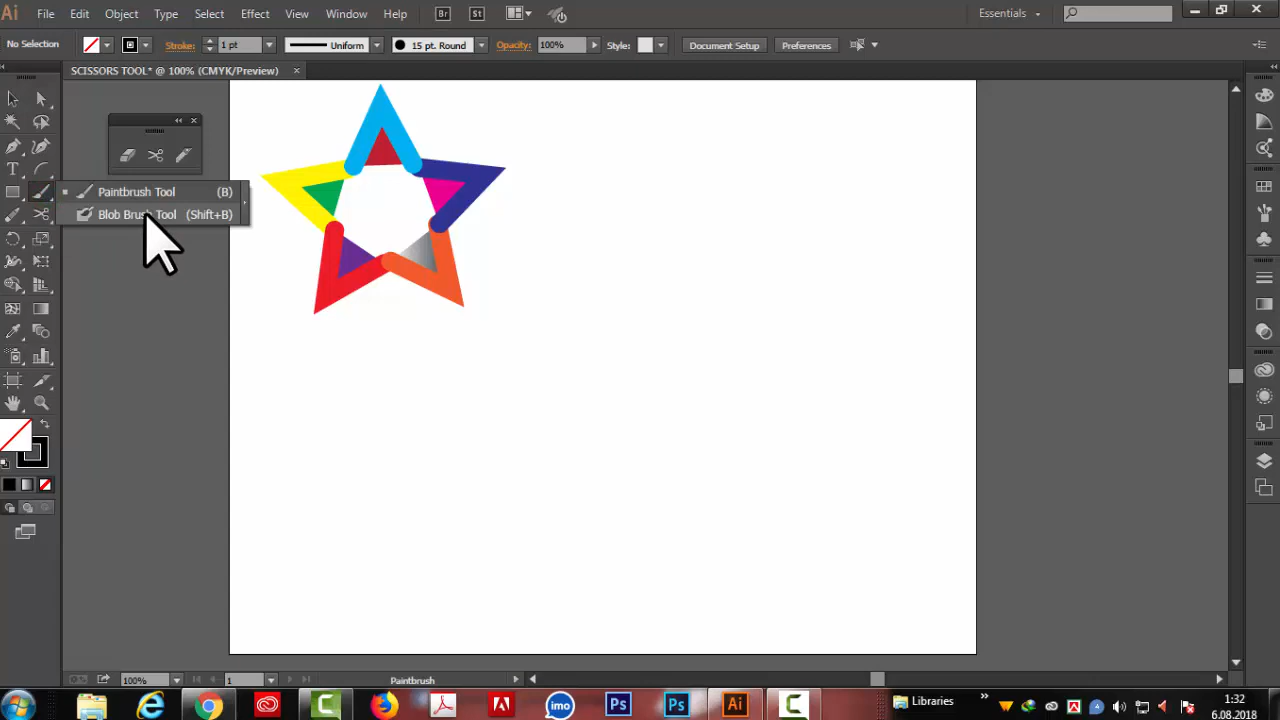 Ai File Edit Object Type Select Effect View Window Help Br St Essentials
No Selection Stroke: 1 pt Uniform 15 pt. Round Opacity: 100% Style: Document Setup Preferences
SCISSORS TOOL* @ 100% (CMYK/Preview)
T
Paintbrush Tool (B)
Blob Brush Tool (Shift+B)
100% 1 Paintbrush
imo Ps Ps Ai Libraries 1:32
6.08.2018